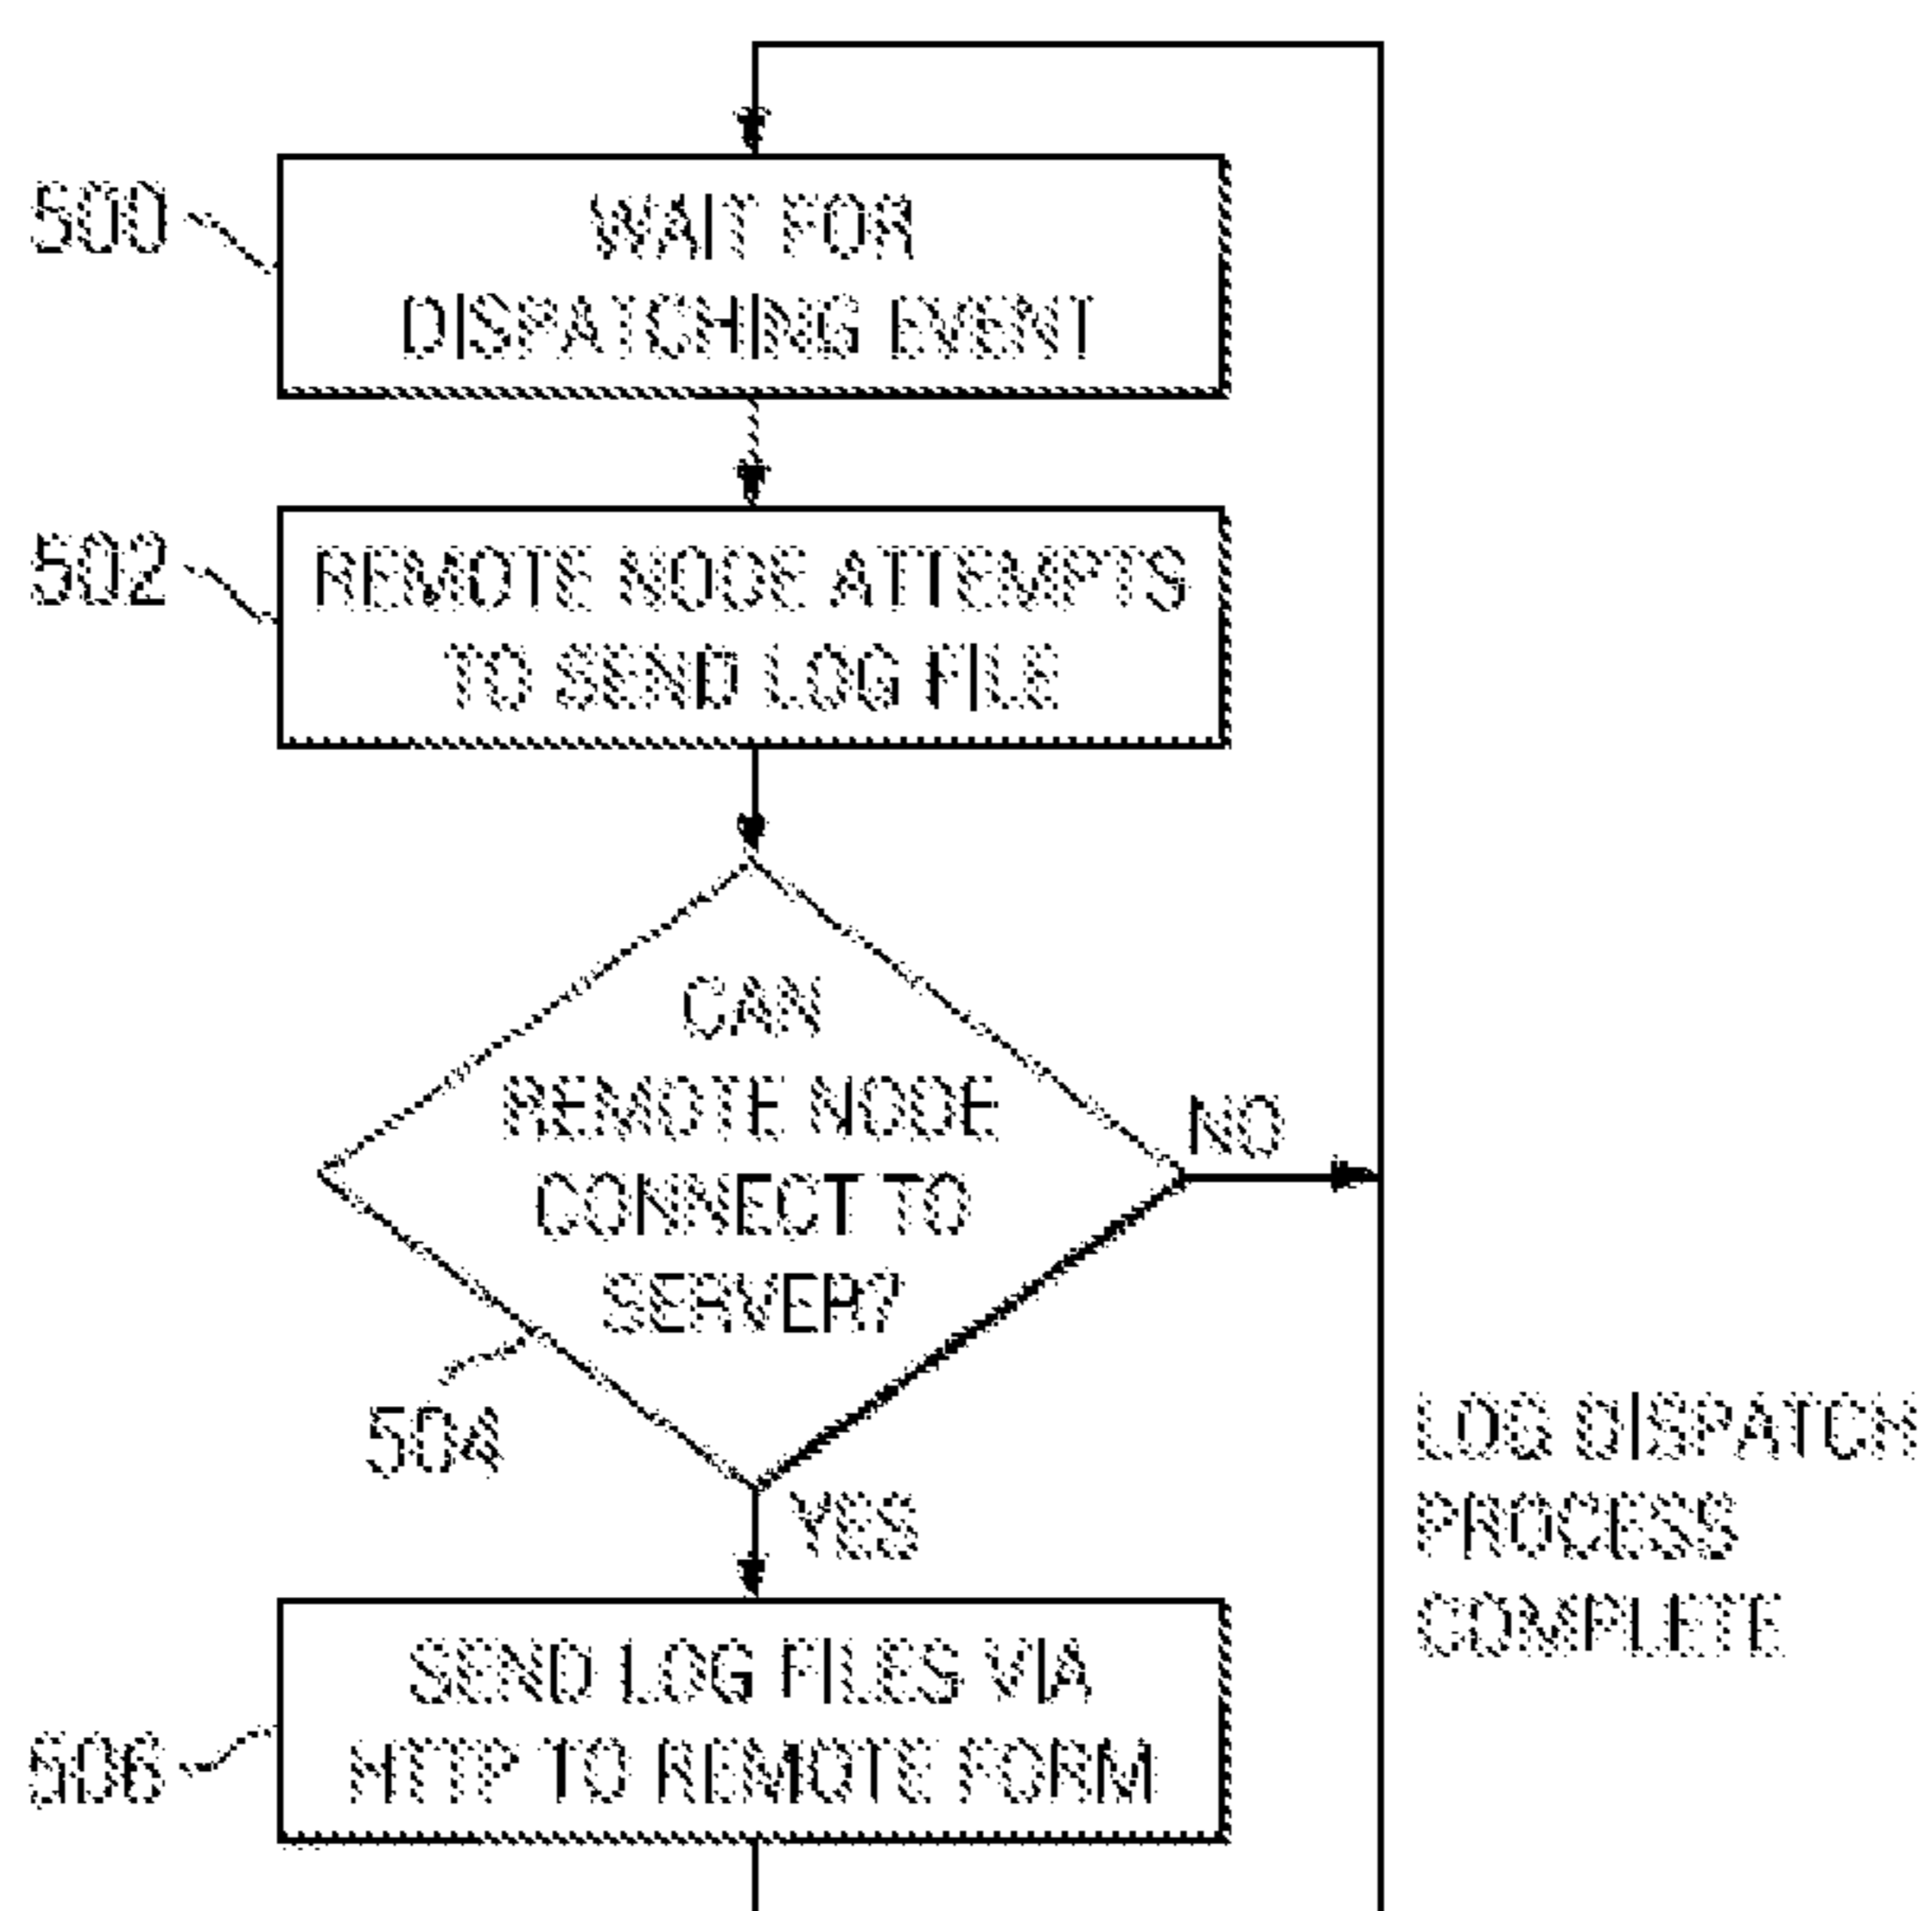 500
WAIT FOR
DISPATCHING EVENT
502
REMOTE NODE ATTEMPTS
TO SEND LOG FILE
CAN
REMOTE NODE
CONNECT TO
SERVER?
NO
504
YES
LOG DISPATCH
PROCESS
COMPLETE
506
SEND LOG FILES VIA
HTTP TO REMOTE FORM